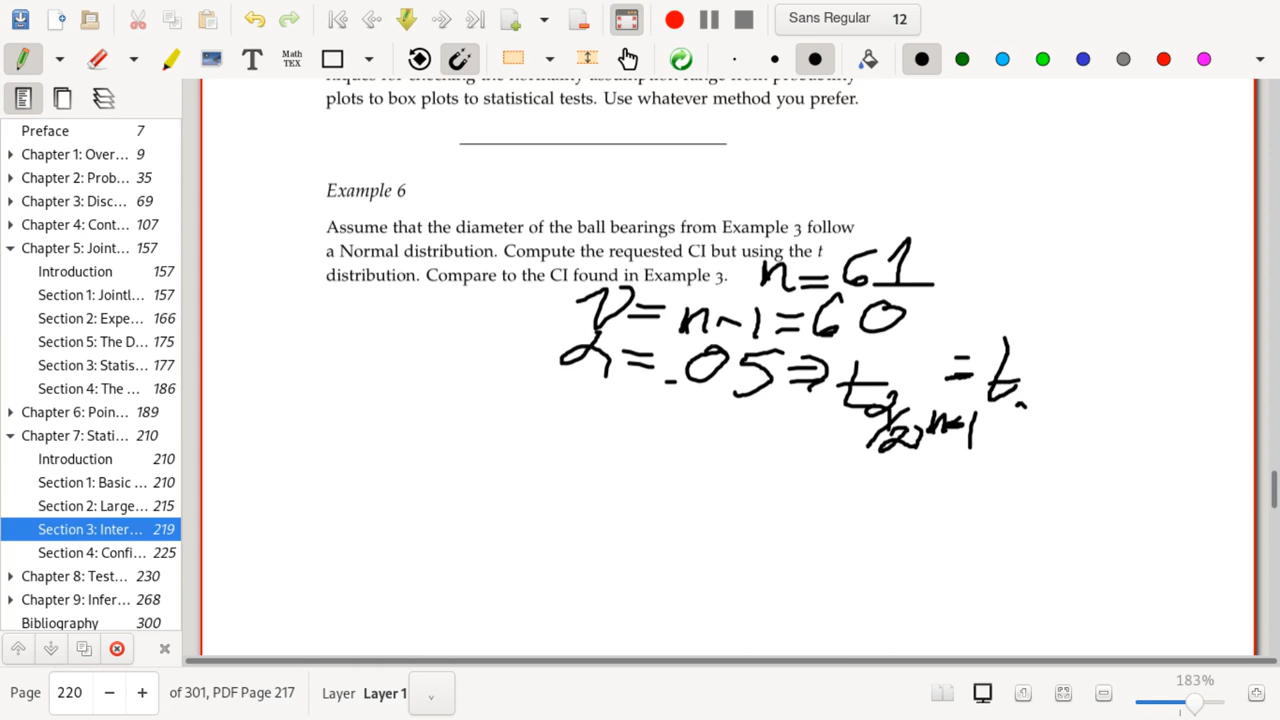 Sans Regular 12
Math
TEX
Preface 7
Chapter 1: Over... 9
Chapter 2: Prob... 35
Chapter 3: Disc... 69
Chapter 4: Cont... 107
Chapter 5: Joint... 157
Introduction 157
Section 1: Jointl... 157
Section 2: Expe... 166
Section 5: The D... 175
Section 3: Statis... 177
Section 4: The ... 186
Chapter 6: Poin... 189
Chapter 7: Stati... 210
Introduction 210
Section 1: Basic ... 210
Section 2: Large... 215
Section 3: Inter... 219
Section 4: Confi... 225
Chapter 8: Test... 230
Chapter 9: Infer... 268
Bibliography 300
plots to box plots to statistical tests. Use whatever method you prefer.
Example 6
Assume that the diameter of the ball bearings from Example 3 follow
a Normal distribution. Compute the requested CI but using the t
distribution. Compare to the CI found in Example 3.
n = 61
ν = n - 1 = 60
α = .05 ⇒ t α/2, n-1 = t.
Page 220 of 301, PDF Page 217 Layer Layer 1 183%